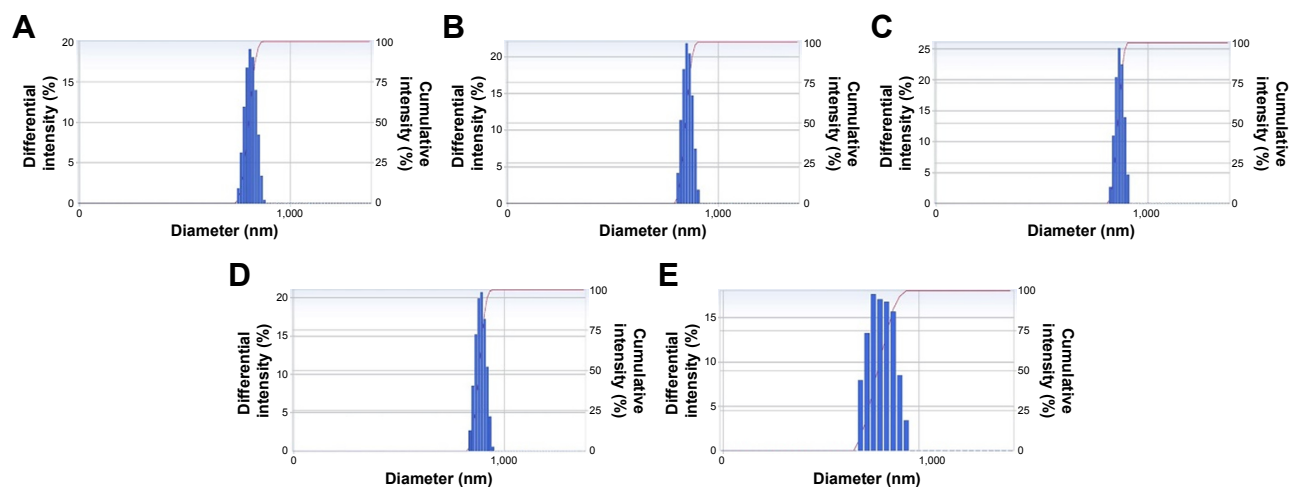 A
Differential
intensity (%)
20
15
10
5
0
100
75
50
25
0
Cumulative
intensity (%)
0
1,000
Diameter (nm)
B
Differential
intensity (%)
20
15
10
5
0
100
75
50
25
0
Cumulative
intensity (%)
0
1,000
Diameter (nm)
C
Differential
intensity (%)
25
20
15
10
5
0
100
75
50
25
0
Cumulative
intensity (%)
0
1,000
Diameter (nm)
D
Differential
intensity (%)
20
15
10
5
0
100
75
50
25
0
Cumulative
intensity (%)
0
1,000
Diameter (nm)
E
Differential
intensity (%)
15
10
5
0
100
75
50
25
0
Cumulative
intensity (%)
0
1,000
Diameter (nm)